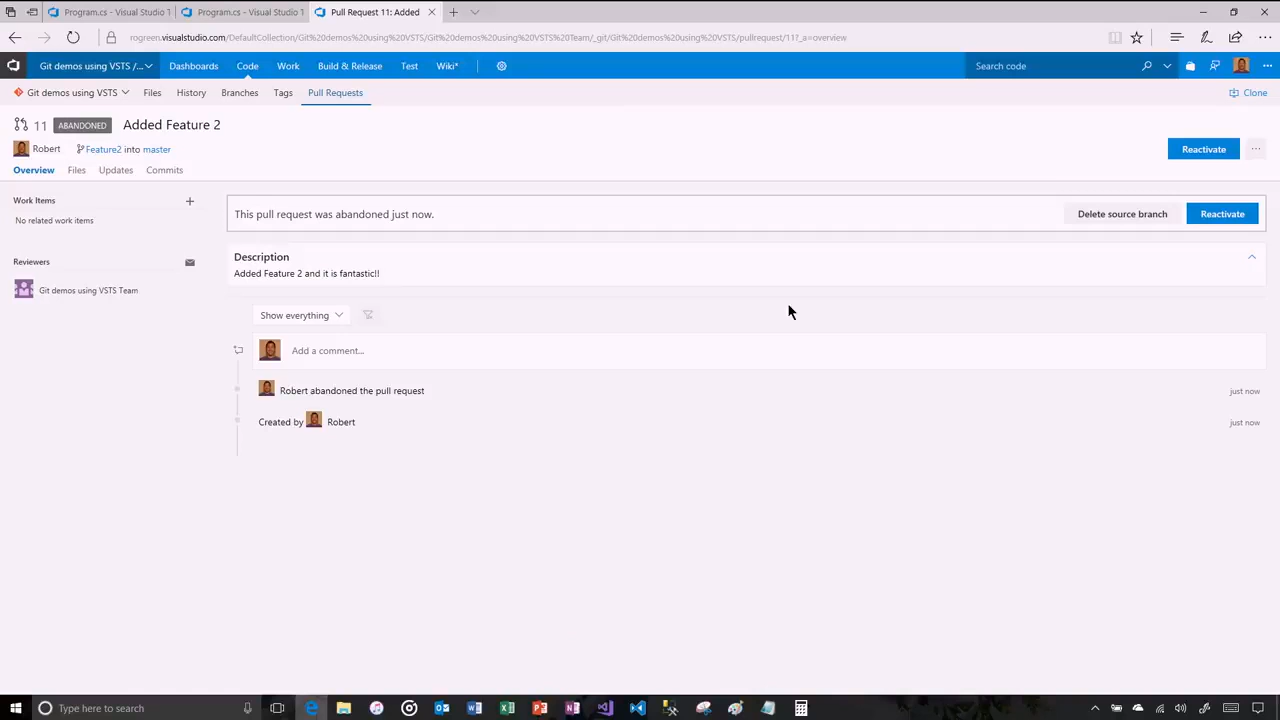 Program.cs - Visual Studio T
Program.cs - Visual Studio T
Pull Request 11: Added
rogreen.visualstudio.com/DefaultCollection/Git%20demos%20using%20VSTS/Git%20demos%20using%20VSTS%20Team/_git/Git%20demos%20using%20VSTS/pullrequest/11?_a=overview
Git demos using VSTS /...
Dashboards
Code
Work
Build & Release
Test
Wiki*
Search code
Git demos using VSTS
Files
History
Branches
Tags
Pull Requests
Clone
11
ABANDONED
Added Feature 2
Robert
Feature2 into master
Reactivate
Overview
Files
Updates
Commits
Work Items
No related work items
This pull request was abandoned just now.
Delete source branch
Reactivate
Description
Added Feature 2 and it is fantastic!!
Reviewers
Git demos using VSTS Team
Show everything
Add a comment...
Robert abandoned the pull request
just now
Created by Robert
just now
Type here to search